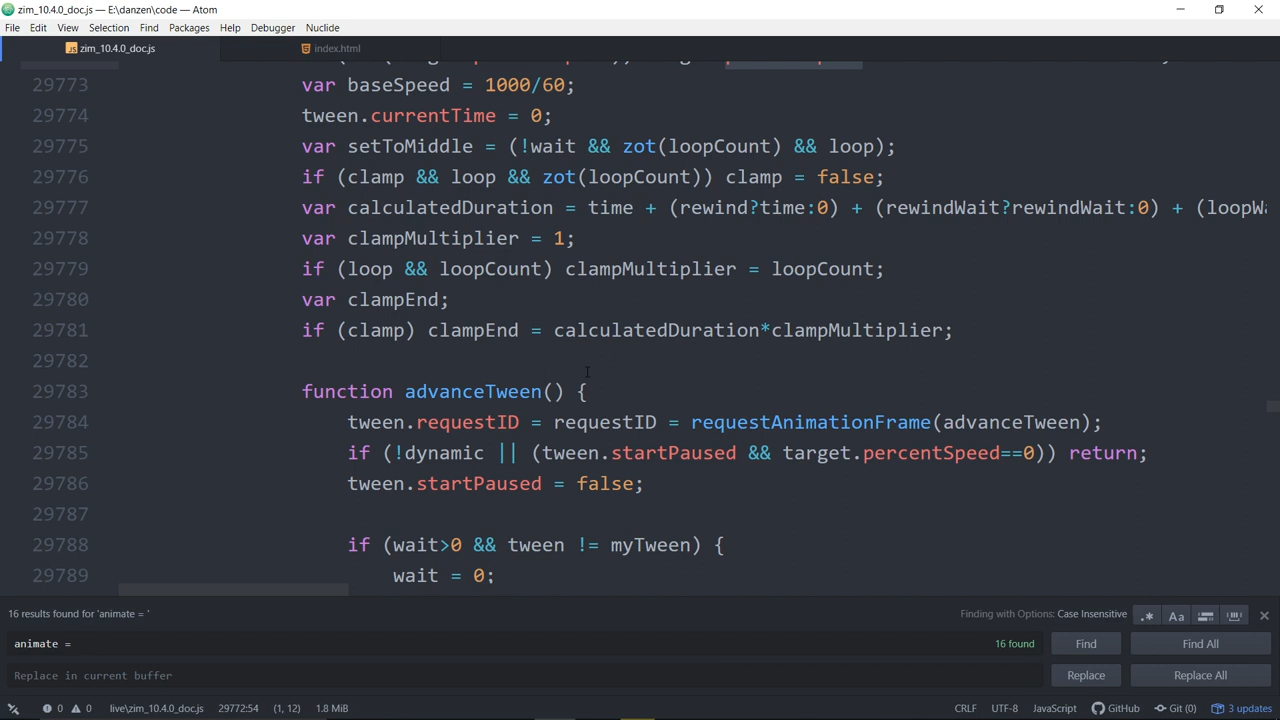 zim_10.4.0_doc.js — E:\danzen\code — Atom
File Edit View Selection Find Packages Help Debugger Nuclide
zim_10.4.0_doc.js index.html
29773 var baseSpeed = 1000/60;
29774 tween.currentTime = 0;
29775 var setToMiddle = (!wait && zot(loopCount) && loop);
29776 if (clamp && loop && zot(loopCount)) clamp = false;
29777 var calculatedDuration = time + (rewind?time:0) + (rewindWait?rewindWait:0) + (loopWa
29778 var clampMultiplier = 1;
29779 if (loop && loopCount) clampMultiplier = loopCount;
29780 var clampEnd;
29781 if (clamp) clampEnd = calculatedDuration*clampMultiplier;
29782
29783 function advanceTween() {
29784 tween.requestID = requestID = requestAnimationFrame(advanceTween);
29785 if (!dynamic || (tween.startPaused && target.percentSpeed==0)) return;
29786 tween.startPaused = false;
29787
29788 if (wait>0 && tween != myTween) {
29789 wait = 0;
16 results found for 'animate = ' Finding with Options: Case Insensitive .* Aa
animate = 16 found Find Find All
Replace in current buffer Replace Replace All
0 0 live\zim_10.4.0_doc.js 29772:54 (1, 12) 1.8 MiB CRLF UTF-8 JavaScript GitHub Git (0) 3 updates